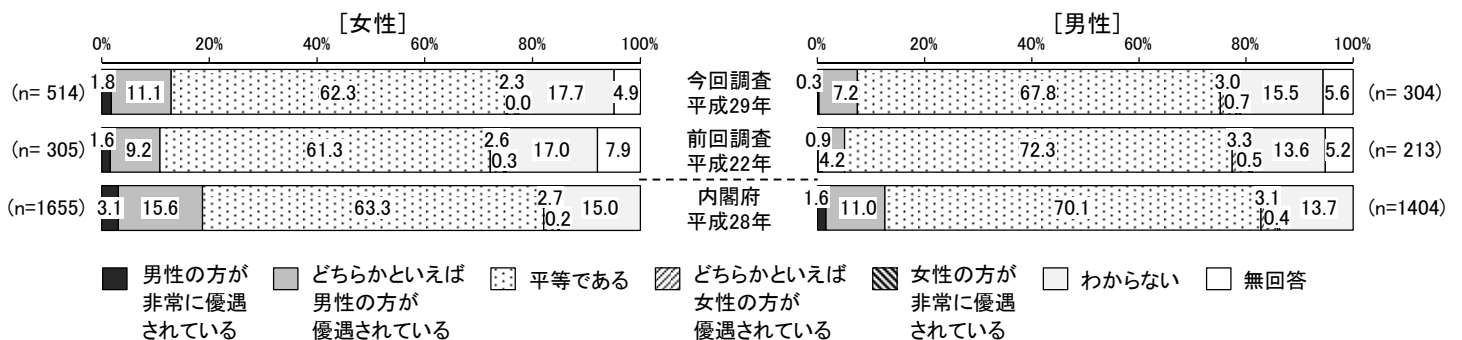 ［女性］
［男性］
0% 20% 40% 60% 80% 100%
0% 20% 40% 60% 80% 100%
(n= 514) 1.8 11.1 62.3 2.3 0.0 17.7 4.9
今回調査
平成29年
0.3 7.2 67.8 3.0 0.7 15.5 5.6 (n= 304)
(n= 305) 1.6 9.2 61.3 2.6 0.3 17.0 7.9
前回調査
平成22年
0.9 4.2 72.3 3.3 0.5 13.6 5.2 (n= 213)
(n=1655) 3.1 15.6 63.3 2.7 0.2 15.0
内閣府
平成28年
1.6 11.0 70.1 3.1 0.4 13.7 (n=1404)
男性の方が
非常に優遇
されている
どちらかといえば
男性の方が
優遇されている
平等である
どちらかといえば
女性の方が
優遇されている
女性の方が
非常に優遇
されている
わからない
無回答